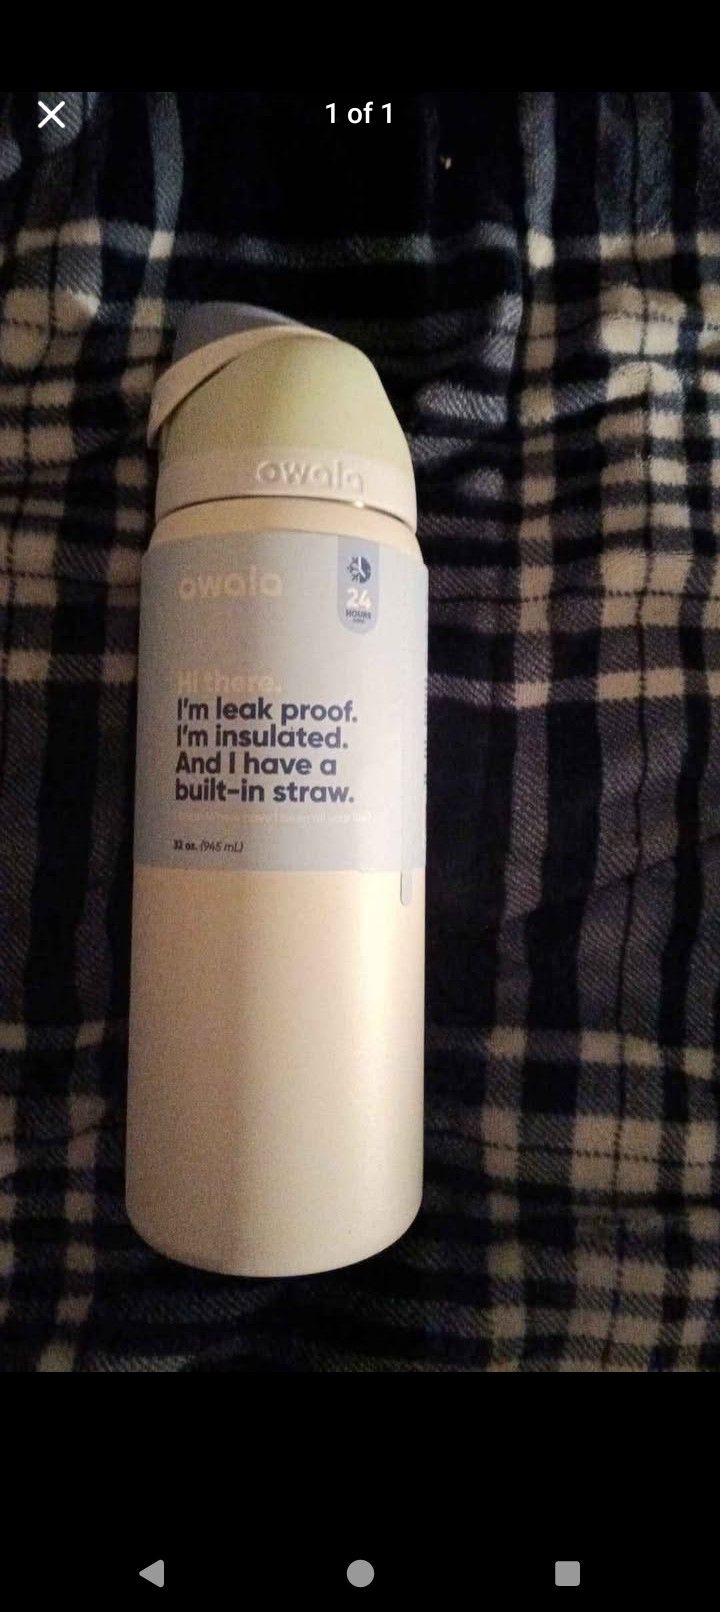 1 of 1
owala
owala
24
HOURS
Hi there.
I'm leak proof.
I'm insulated.
And I have a
built-in straw.
32 oz. (945 mL)